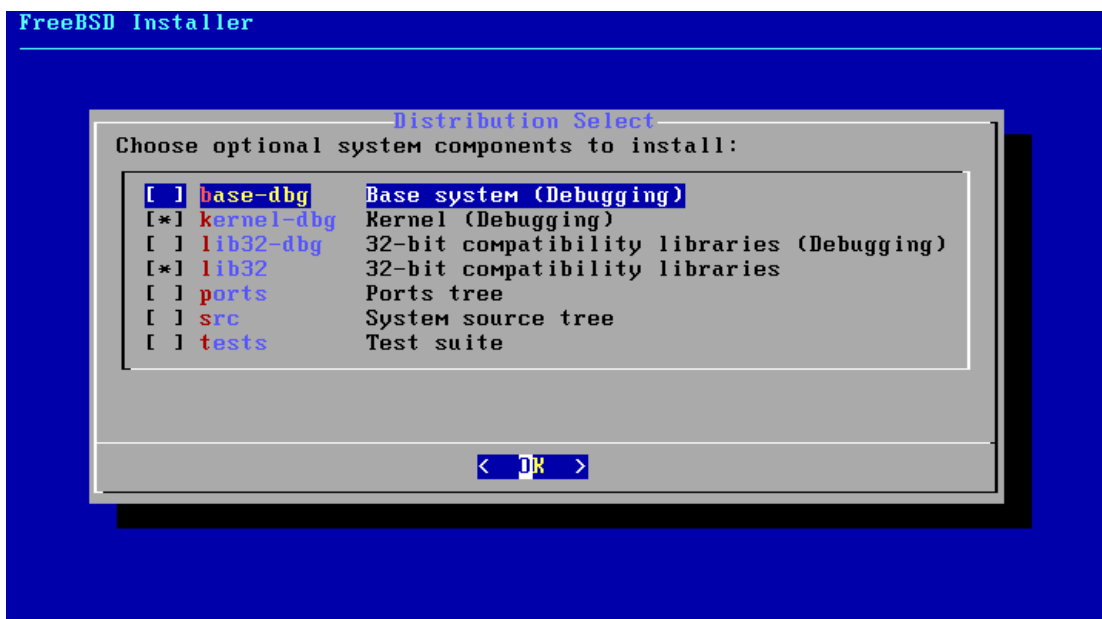 FreeBSD Installer
Distribution Select
Choose optional system components to install:
[ ] base-dbg Base system (Debugging)
[*] kernel-dbg Kernel (Debugging)
[ ] lib32-dbg 32-bit compatibility libraries (Debugging)
[*] lib32 32-bit compatibility libraries
[ ] ports Ports tree
[ ] src System source tree
[ ] tests Test suite
< OK >